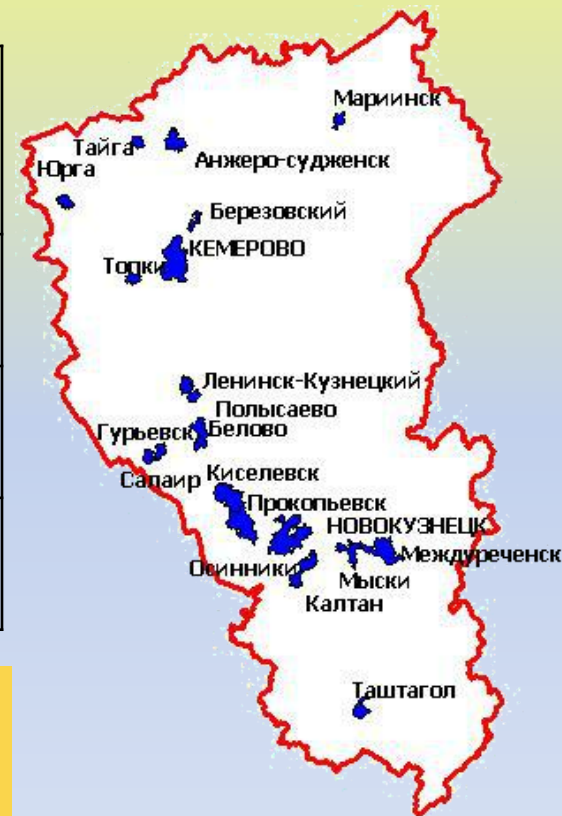 Мариинск
Тайга
Анжеро-судженск
Юрга
Березовский
КЕМЕРОВО
Топки
Ленинск-Кузнецкий
Полысаево
Гурьевск
Белово
Салаир
Киселевск
Прокопьевск
НОВОКУЗНЕЦК
Междуреченск
Осинники
Мыски
Калтан
Таштагол